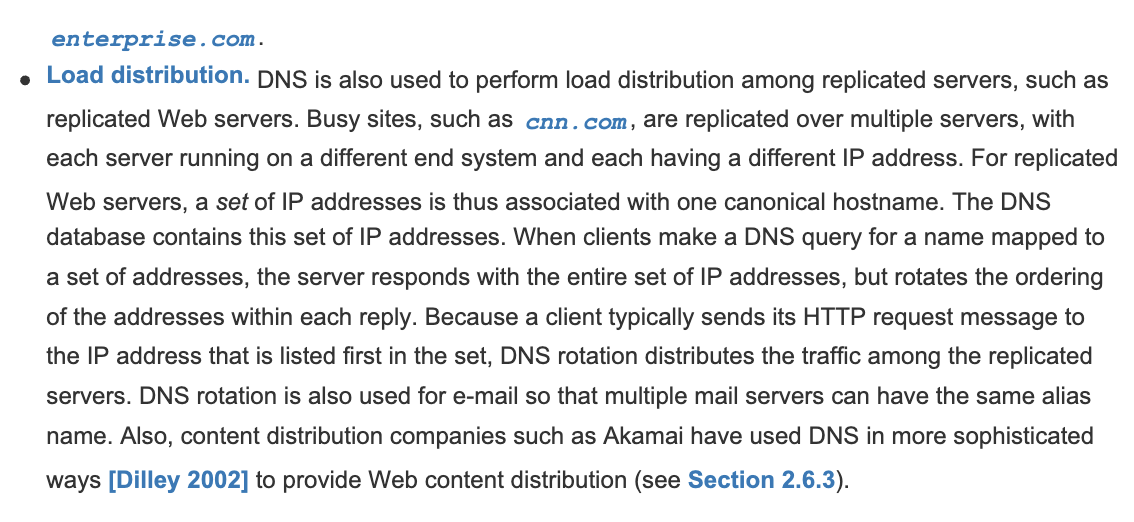 enterprise.com.
• Load distribution. DNS is also used to perform load distribution among replicated servers, such as
replicated Web servers. Busy sites, such as cnn.com, are replicated over multiple servers, with
each server running on a different end system and each having a different IP address. For replicated
Web servers, a set of IP addresses is thus associated with one canonical hostname. The DNS
database contains this set of IP addresses. When clients make a DNS query for a name mapped to
a set of addresses, the server responds with the entire set of IP addresses, but rotates the ordering
of the addresses within each reply. Because a client typically sends its HTTP request message to
the IP address that is listed first in the set, DNS rotation distributes the traffic among the replicated
servers. DNS rotation is also used for e-mail so that multiple mail servers can have the same alias
name. Also, content distribution companies such as Akamai have used DNS in more sophisticated
ways [Dilley 2002] to provide Web content distribution (see Section 2.6.3).